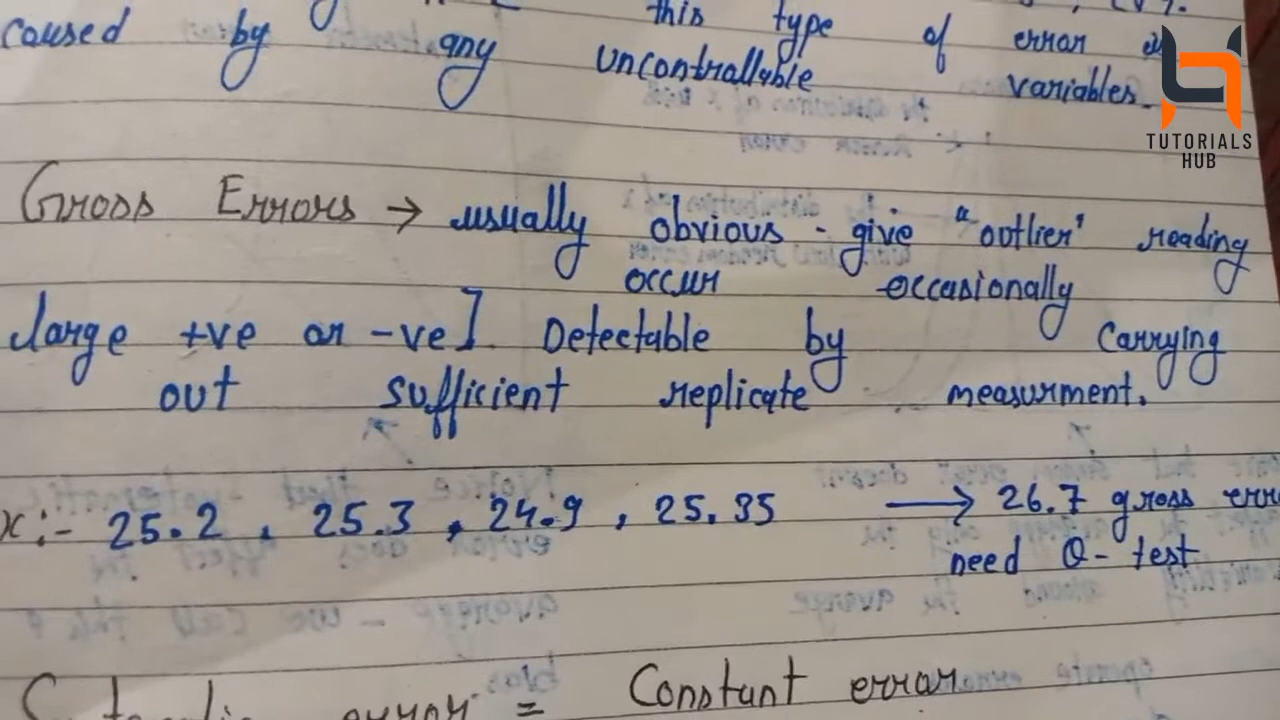 this type of error
caused by any uncontrallable variables.
TUTORIALS
HUB
Gross Errors → usually obvious - give "outlier" reading
occur occasionally
large +ve or -ve] Detectable by carrying
out sufficient replicate measurment.
x:- 25.2 , 25.3 , 24.9 , 25.35 → 26.7 gross
need Q- test
error = Constant error